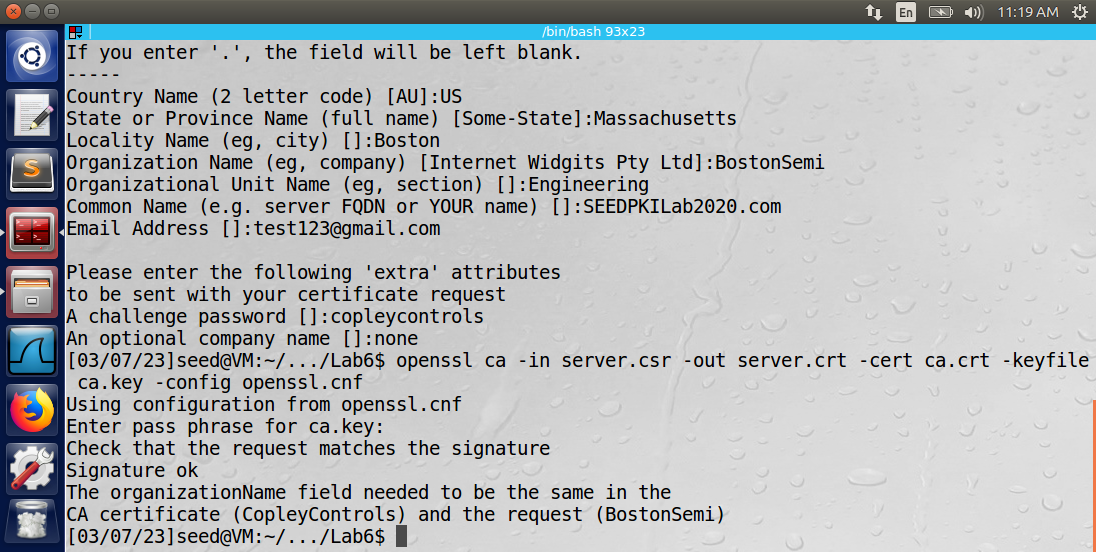 En
11:19 AM
/bin/bash 93x23
If you enter '.', the field will be left blank.
-----
Country Name (2 letter code) [AU]:US
State or Province Name (full name) [Some-State]:Massachusetts
Locality Name (eg, city) []:Boston
Organization Name (eg, company) [Internet Widgits Pty Ltd]:BostonSemi
Organizational Unit Name (eg, section) []:Engineering
Common Name (e.g. server FQDN or YOUR name) []:SEEDPKILab2020.com
Email Address []:test123@gmail.com
Please enter the following 'extra' attributes
to be sent with your certificate request
A challenge password []:copleycontrols
An optional company name []:none
[03/07/23]seed@VM:~/.../Lab6$ openssl ca -in server.csr -out server.crt -cert ca.crt -keyfile
ca.key -config openssl.cnf
Using configuration from openssl.cnf
Enter pass phrase for ca.key:
Check that the request matches the signature
Signature ok
The organizationName field needed to be the same in the
CA certificate (CopleyControls) and the request (BostonSemi)
[03/07/23]seed@VM:~/.../Lab6$